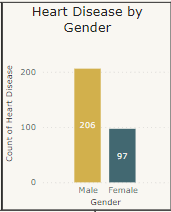 Heart Disease by
Gender
Count of Heart Disease
200
100
0
206
97
Male Female
Gender